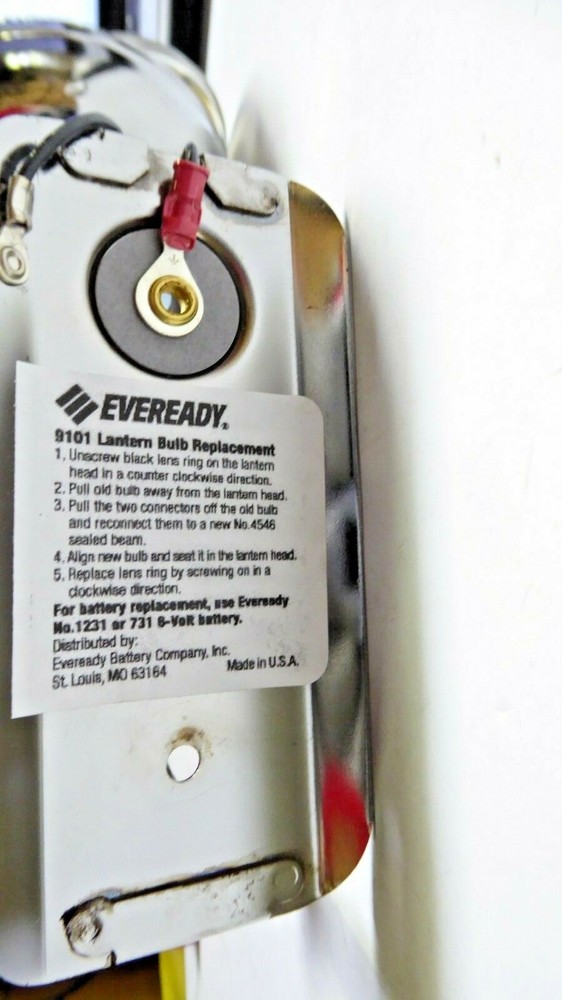 EVEREADY®
9101 Lantern Bulb Replacement
1. Unscrew black lens ring on the lantern
head in a counter clockwise direction.
2. Pull old bulb away from the lantern head.
3. Pull the two connectors off the old bulb
and reconnect them to a new No.4546
sealed beam.
4. Align new bulb and seat it in the lantern head.
5. Replace lens ring by screwing on in a
clockwise direction.
For battery replacement, use Eveready
No.1231 or 731 6-Volt battery.
Distributed by:
Eveready Battery Company, Inc.
St. Louis, MO 63164 Made in U.S.A.